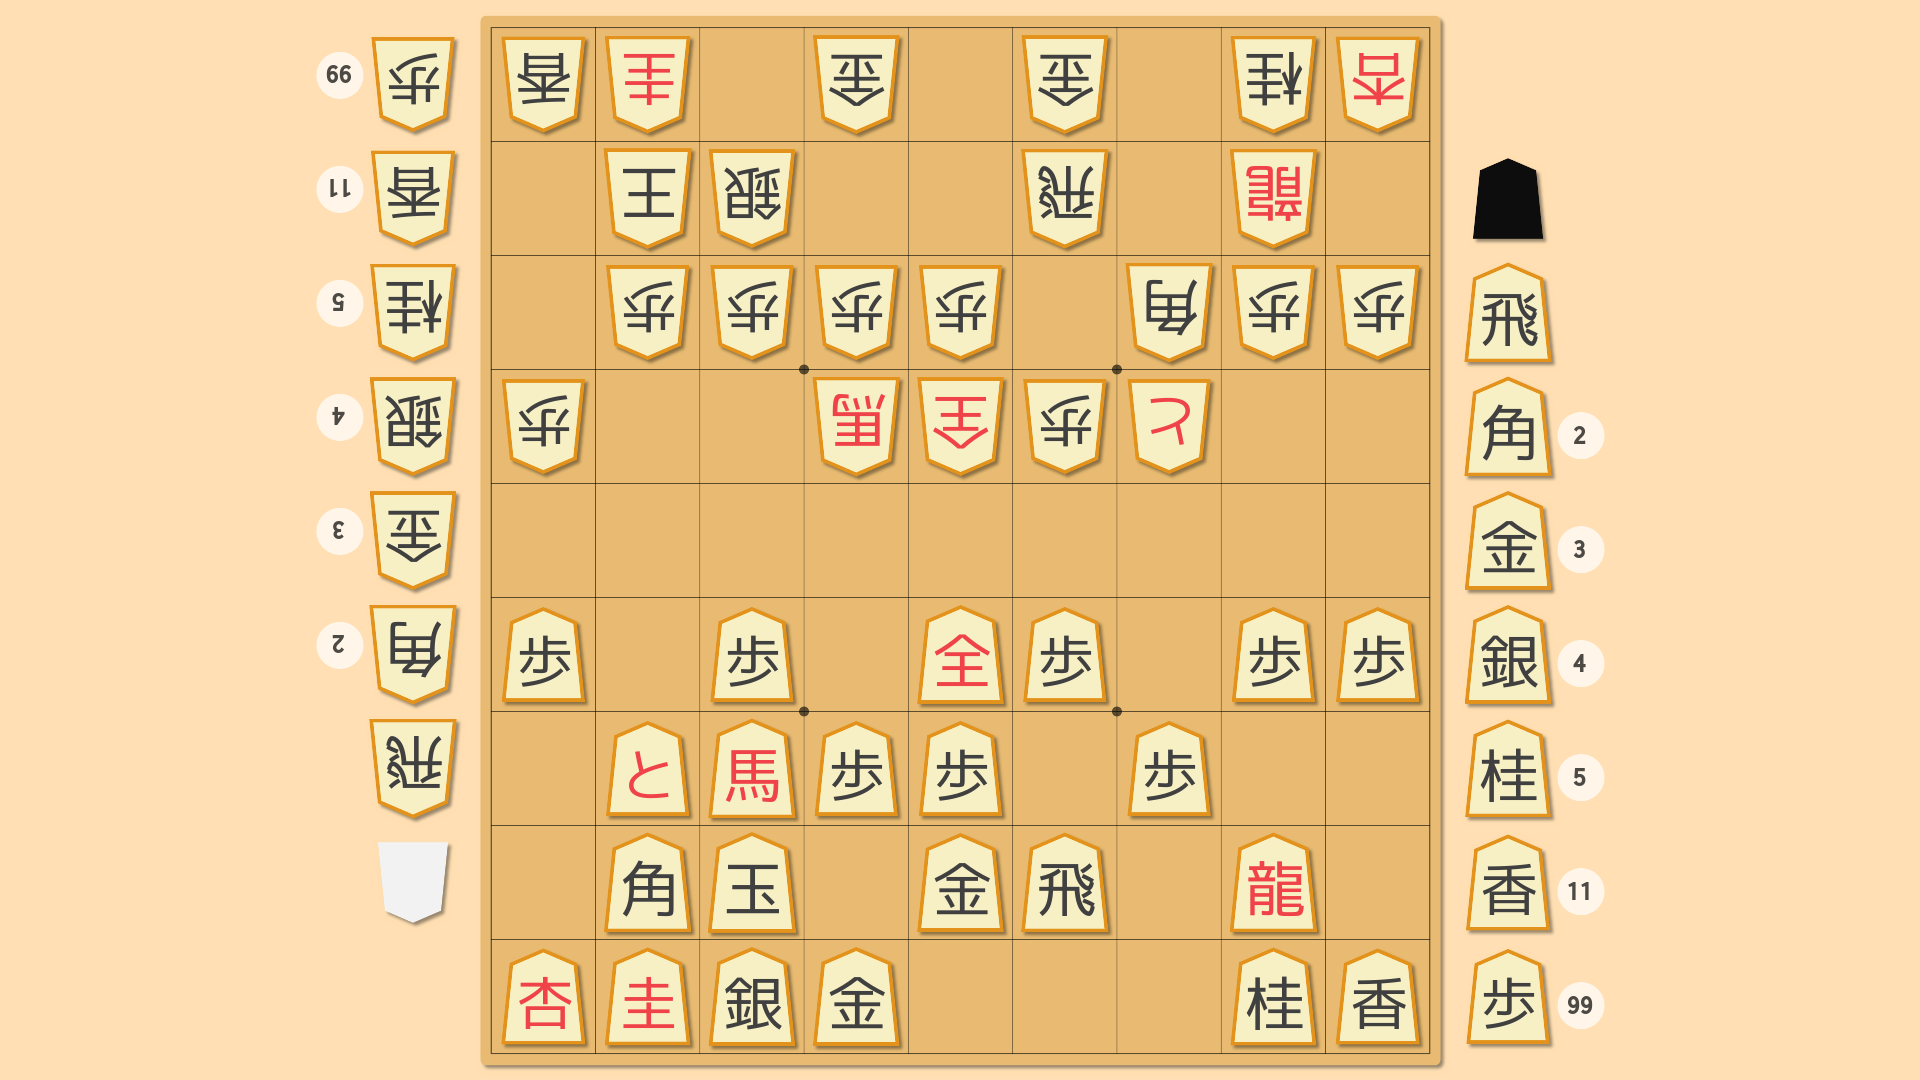 99 歩 香 圭 金 金 桂 杏
11 香 王 銀 飛 龍
5 桂 歩 歩 歩 歩 角 歩 歩 飛
4 銀 歩 馬 全 歩 と 角 2
3 金 金 3
2 角 歩 歩 全 歩 歩 歩 銀 4
飛 と 馬 歩 歩 歩 桂 5
角 玉 金 飛 龍 香 11
杏 圭 銀 金 桂 香 歩 99